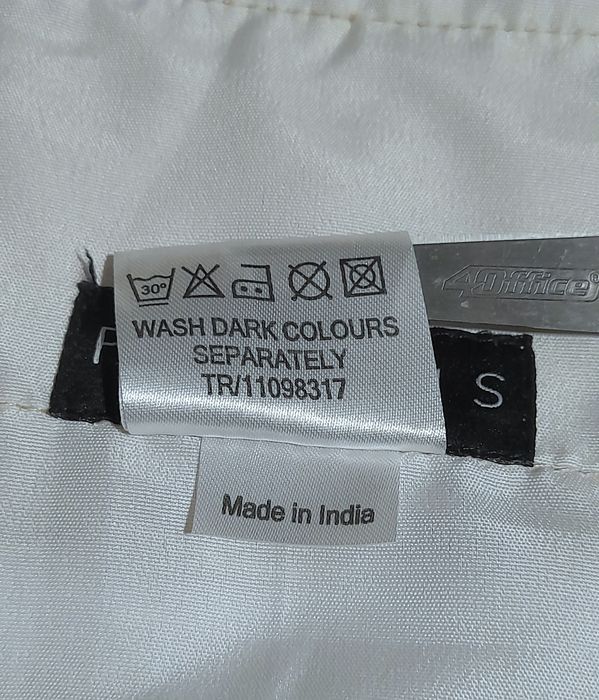 30°
WASH DARK COLOURS
SEPARATELY
TR/11098317
4Office®
S
Made in India